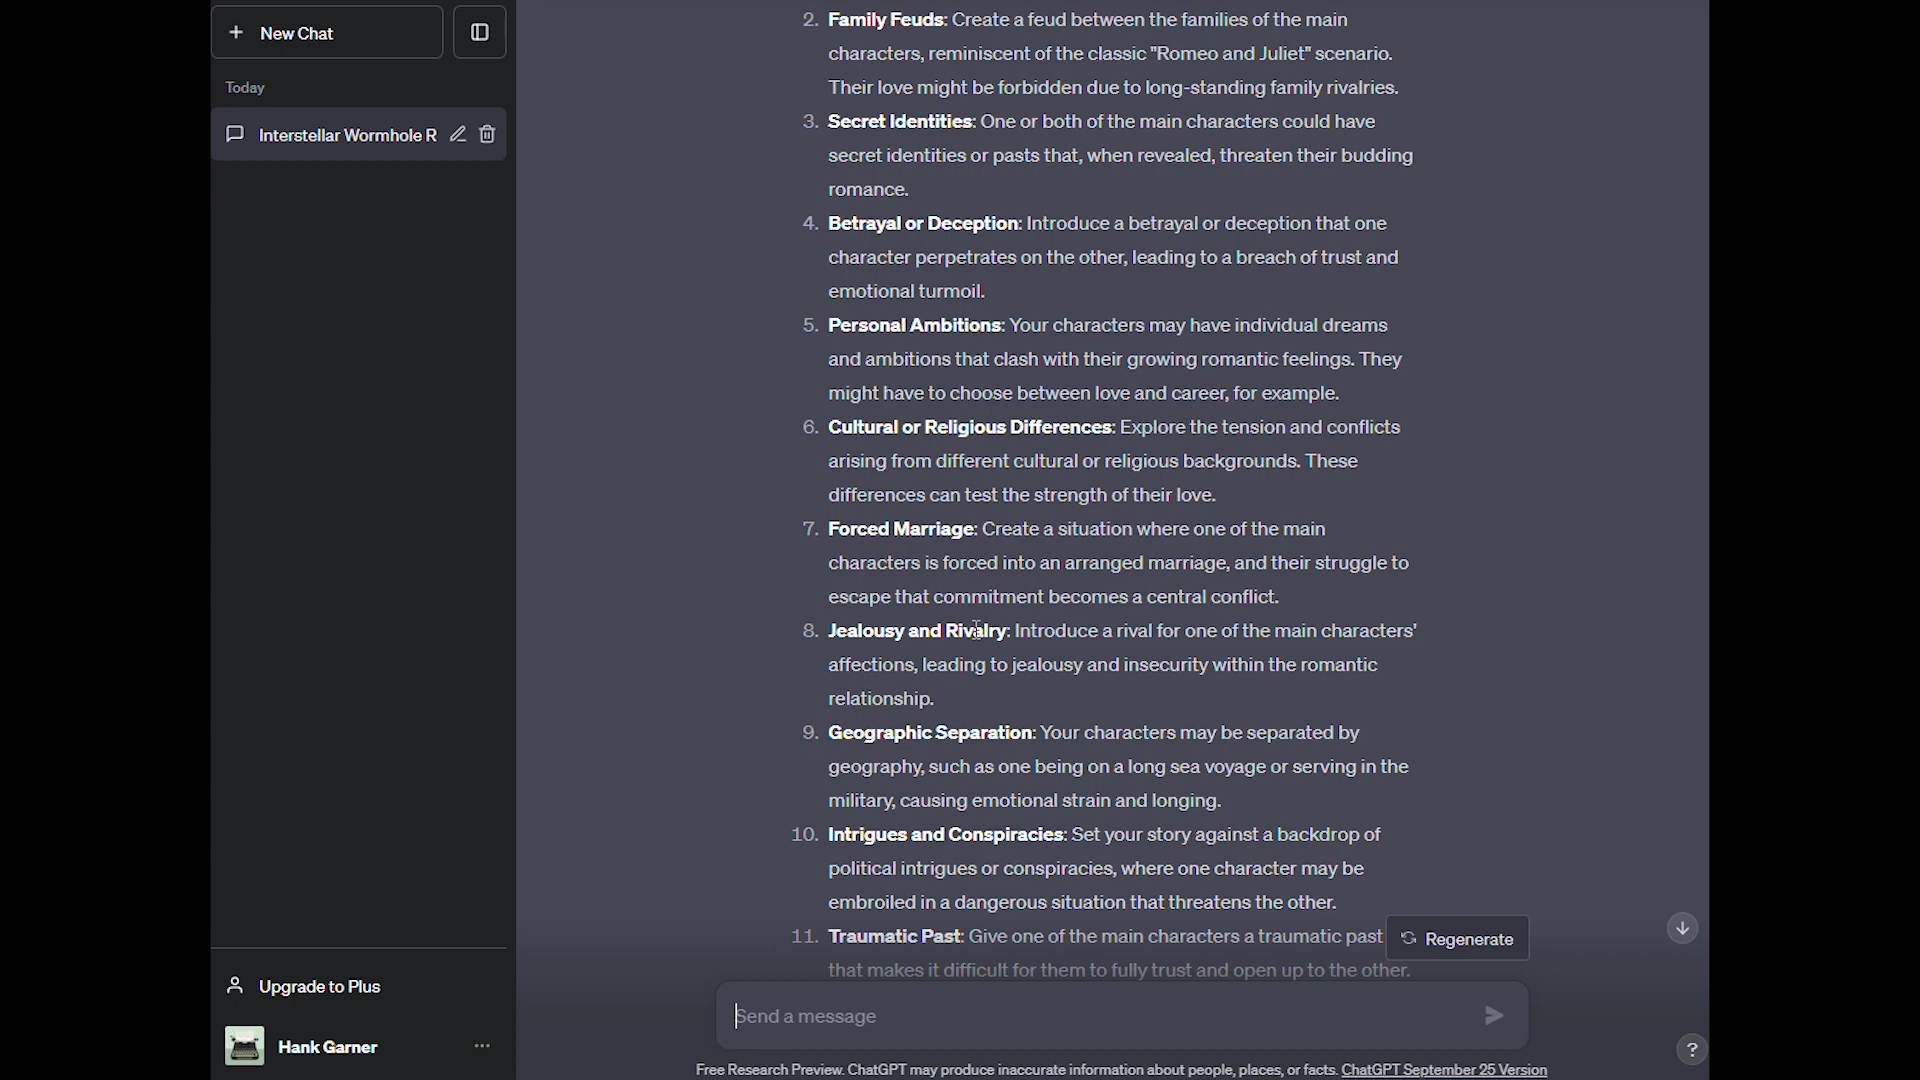 New Chat
Today
Interstellar Wormhole R
Upgrade to Plus
Hank Garner
2. Family Feuds: Create a feud between the families of the main
characters, reminiscent of the classic "Romeo and Juliet" scenario.
Their love might be forbidden due to long-standing family rivalries.
3. Secret Identities: One or both of the main characters could have
secret identities or pasts that, when revealed, threaten their budding
romance.
4. Betrayal or Deception: Introduce a betrayal or deception that one
character perpetrates on the other, leading to a breach of trust and
emotional turmoil.
5. Personal Ambitions: Your characters may have individual dreams
and ambitions that clash with their growing romantic feelings. They
might have to choose between love and career, for example.
6. Cultural or Religious Differences: Explore the tension and conflicts
arising from different cultural or religious backgrounds. These
differences can test the strength of their love.
7. Forced Marriage: Create a situation where one of the main
characters is forced into an arranged marriage, and their struggle to
escape that commitment becomes a central conflict.
8. Jealousy and Rivalry: Introduce a rival for one of the main characters'
affections, leading to jealousy and insecurity within the romantic
relationship.
9. Geographic Separation: Your characters may be separated by
geography, such as one being on a long sea voyage or serving in the
military, causing emotional strain and longing.
10. Intrigues and Conspiracies: Set your story against a backdrop of
political intrigues or conspiracies, where one character may be
embroiled in a dangerous situation that threatens the other.
11. Traumatic Past: Give one of the main characters a traumatic past
that makes it difficult for them to fully trust and open up to the other.
Regenerate
Send a message
Free Research Preview. ChatGPT may produce inaccurate information about people, places, or facts. ChatGPT September 25 Version
?